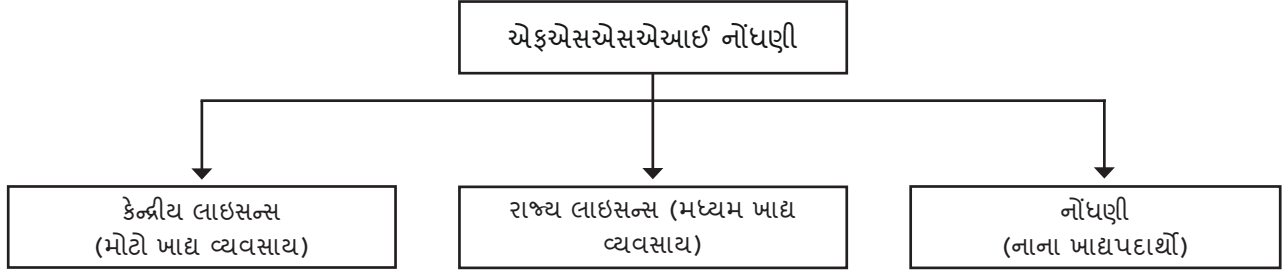 એફએસએસએઆઈ નોંધણી
કેન્દ્રીય લાઇસન્સ
(મોટો ખાદ્ય વ્યવસાય)
રાજ્ય લાઇસન્સ (મધ્યમ ખાદ્ય
વ્યવસાય)
નોંધણી
(નાના ખાદ્યપદાર્થો)